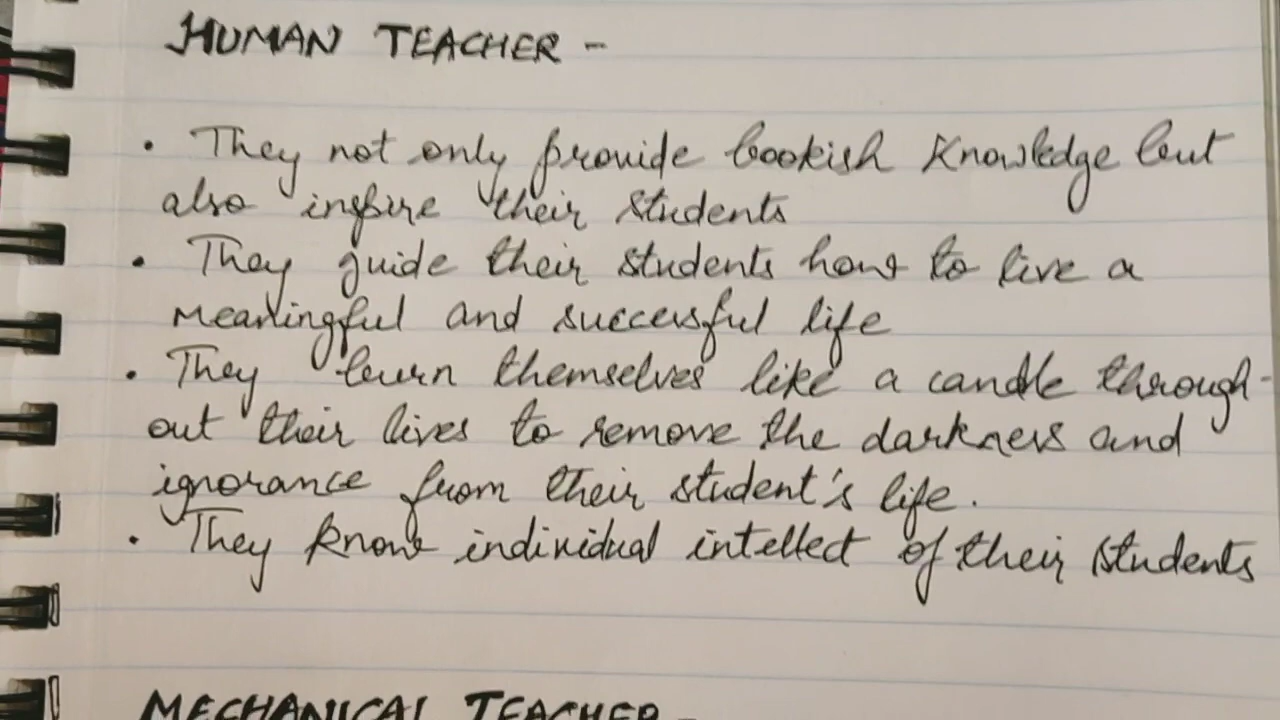 HUMAN TEACHER -
• They not only provide bookish knowledge but
also inspire their students
• They guide their students how to live a
meaningful and successful life
• They burn themselves like a candle through-
out their lives to remove the darkness and
ignorance from their student's life.
• They know individual intellect of their students
MECHANICAL TEACHER -